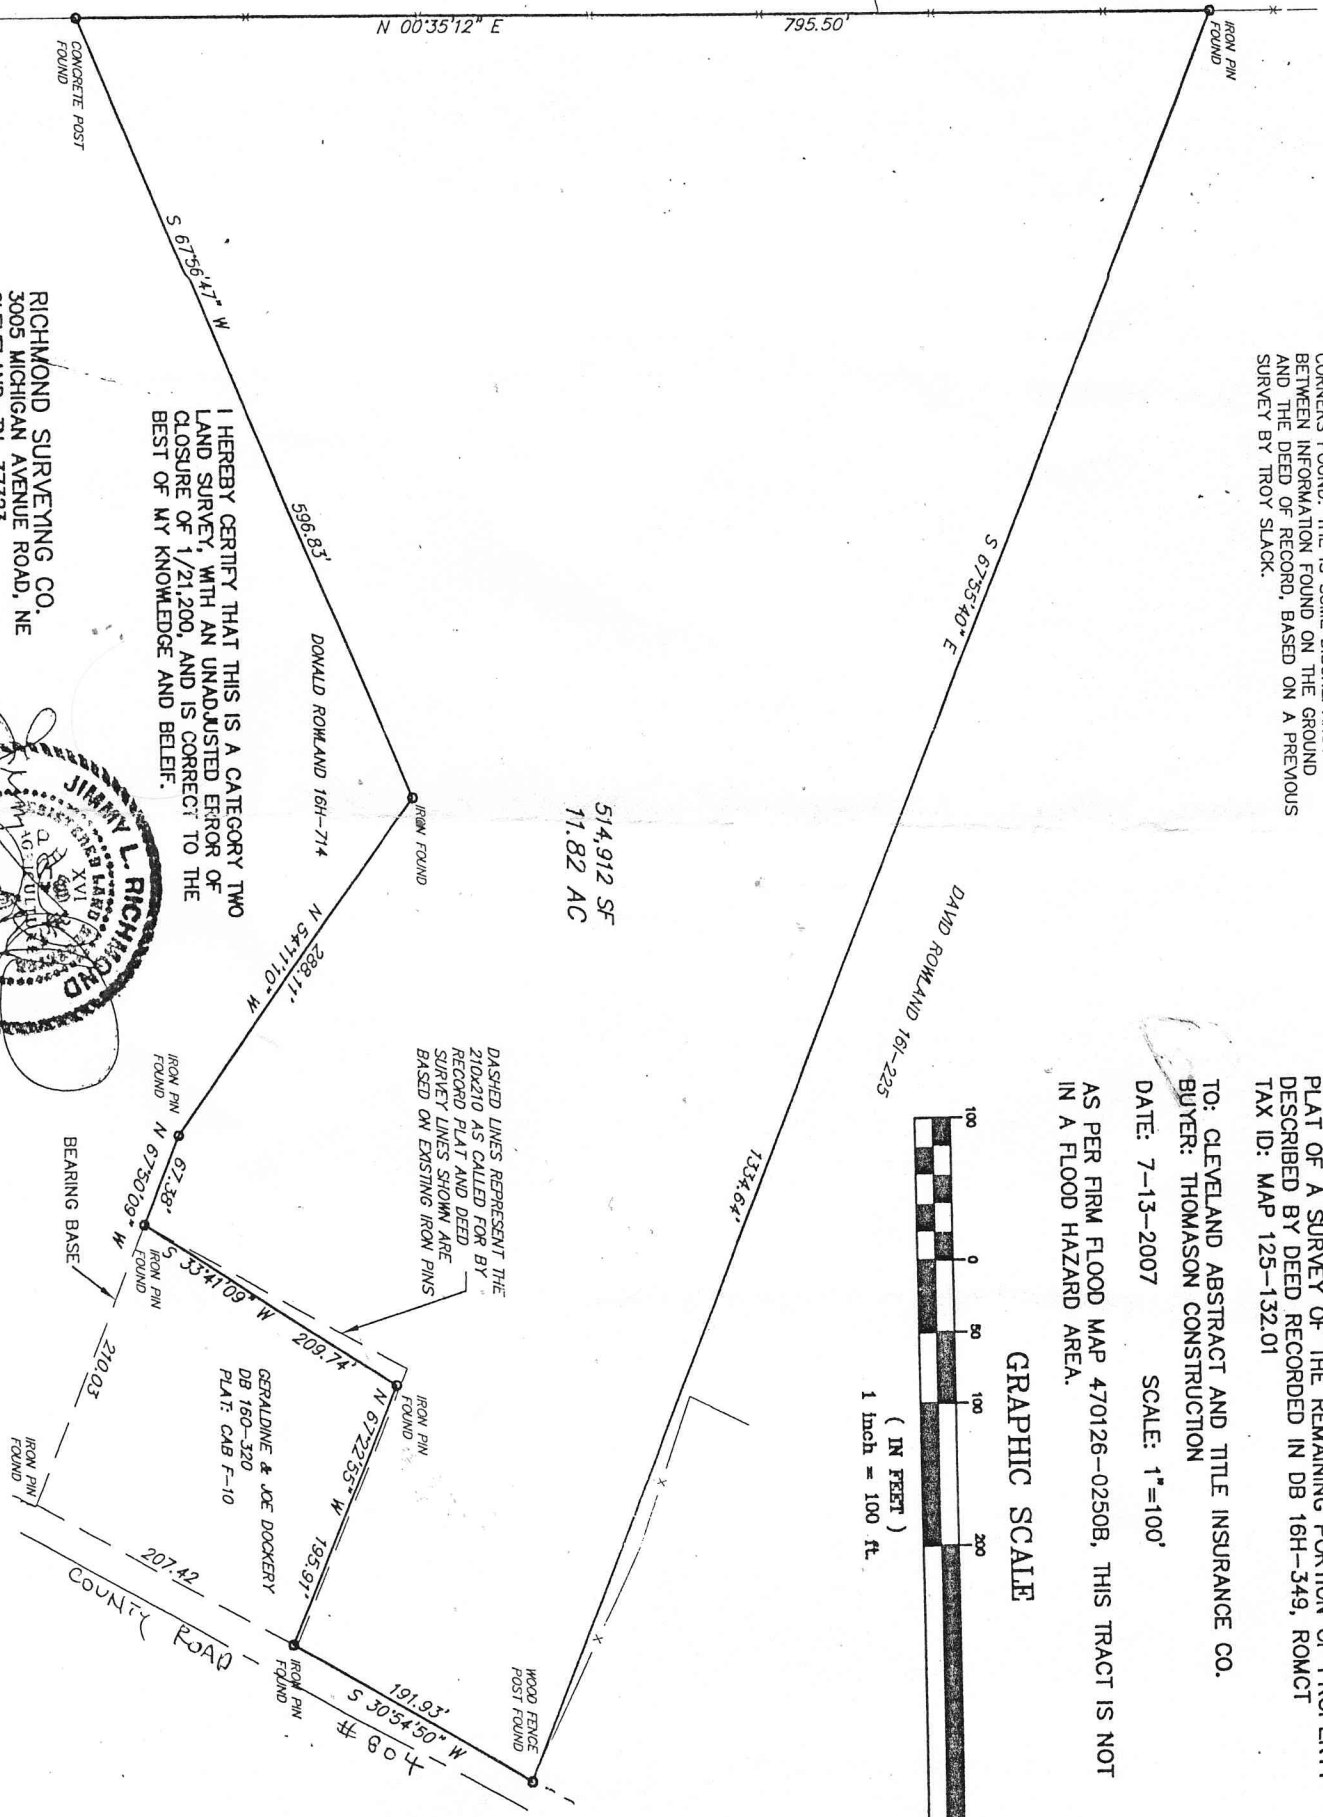 N 00°35'12" E
795.50'
IRON PIN
FOUND
CONCRETE POST
FOUND
BETWEEN INFORMATION FOUND ON THE GROUND
AND THE DEED OF RECORD, BASED ON A PREVIOUS
SURVEY BY TROY SLACK.
PLAT OF A SURVEY OF THE REMAINING PORTION OF PROPERTY
DESCRIBED BY DEED RECORDED IN DB 16H-349, ROMCT
TAX ID: MAP 125-132.01
TO: CLEVELAND ABSTRACT AND TITLE INSURANCE CO.
BUYER: THOMASON CONSTRUCTION
DATE: 7-13-2007 SCALE: 1"=100'
AS PER FIRM FLOOD MAP 470126-0250B, THIS TRACT IS NOT
IN A FLOOD HAZARD AREA.
GRAPHIC SCALE
100 0 50 100 200
( IN FEET )
1 inch = 100 ft.
S 67°55'40" E
1334.64'
DAVID ROWLAND 16I-225
514,912 SF
11.82 AC
S 67°56'47" W
596.83'
DONALD ROWLAND 16H-714
IRON FOUND
288.11'
N 54°11'10" W
IRON PIN
FOUND
67.38'
N 67°50'09" W
IRON PIN
FOUND
BEARING BASE
210.03
S 33°41'09" W
209.74'
DASHED LINES REPRESENT THE
210x210 AS CALLED FOR BY
RECORD PLAT AND DEED
SURVEY LINES SHOWN ARE
BASED ON EXISTING IRON PINS
IRON PIN
FOUND
N 67°22'55" W
195.91'
GERALDINE & JOE DOCKERY
DB 160-320
PLAT: CAB F-10
IRON PIN
FOUND
207.42
COUNTY ROAD
# 804
IRON PIN
FOUND
191.93'
S 30°54'50" W
WOOD FENCE
POST FOUND
I HEREBY CERTIFY THAT THIS IS A CATEGORY TWO
LAND SURVEY, WITH AN UNADJUSTED ERROR OF
CLOSURE OF 1/21,200, AND IS CORRECT TO THE
BEST OF MY KNOWLEDGE AND BELEIF.
RICHMOND SURVEYING CO.
3005 MICHIGAN AVENUE ROAD, NE
JIMMY L. RICHMOND
REGISTERED LAND
XVI
AGRICULTURE